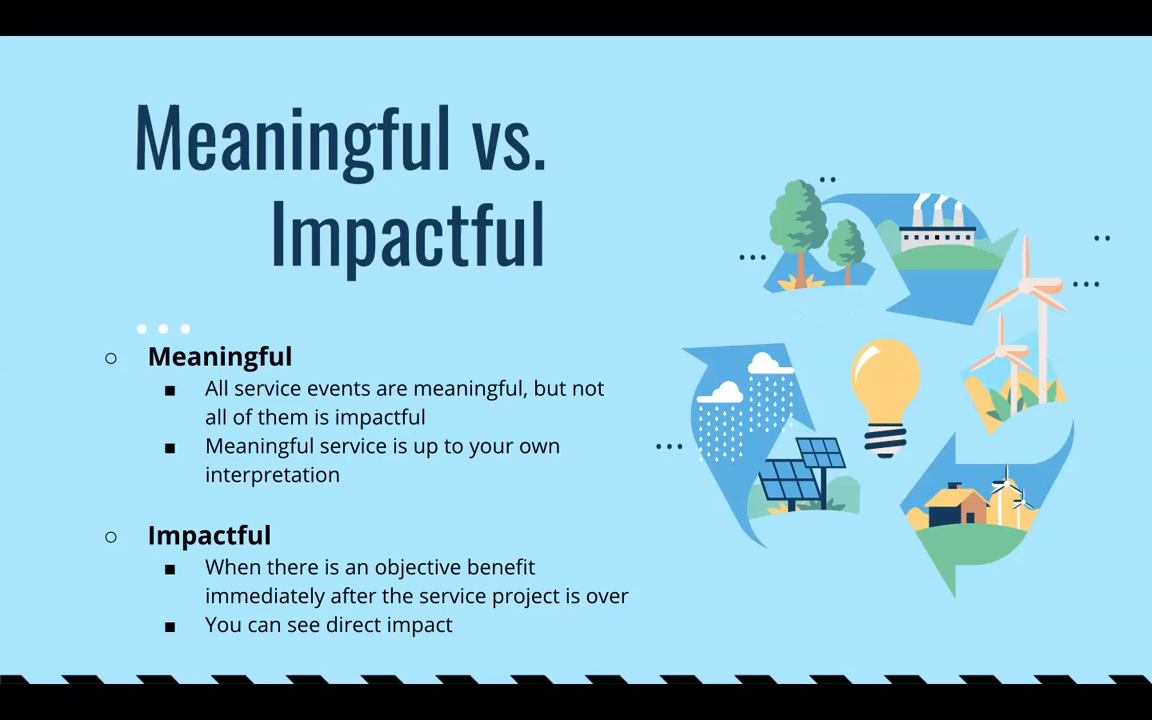 Meaningful vs.
Impactful
○ Meaningful
■ All service events are meaningful, but not
all of them is impactful
■ Meaningful service is up to your own
interpretation
○ Impactful
■ When there is an objective benefit
immediately after the service project is over
■ You can see direct impact